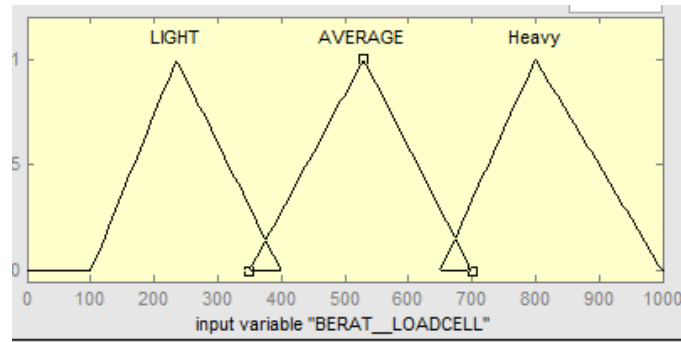 LIGHT AVERAGE Heavy
1
5
0
0 100 200 300 400 500 600 700 800 900 1000
input variable "BERAT__LOADCELL"